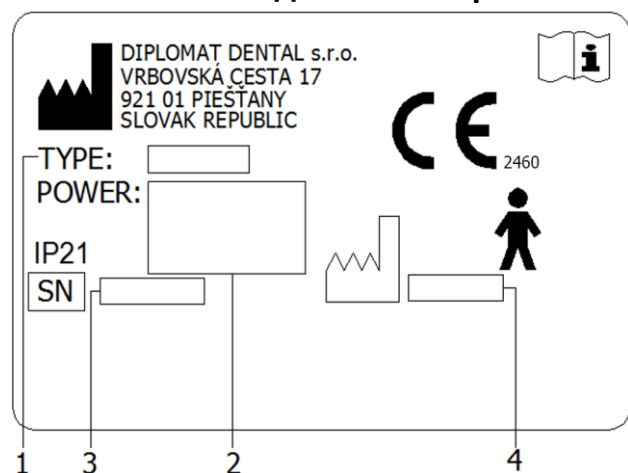 DIPLOMAT DENTAL s.r.o.
VRBOVSKÁ CESTA 17
921 01 PIEŠŤANY
SLOVAK REPUBLIC
CE 2460
TYPE:
POWER:
IP21
SN
1 3 2 4